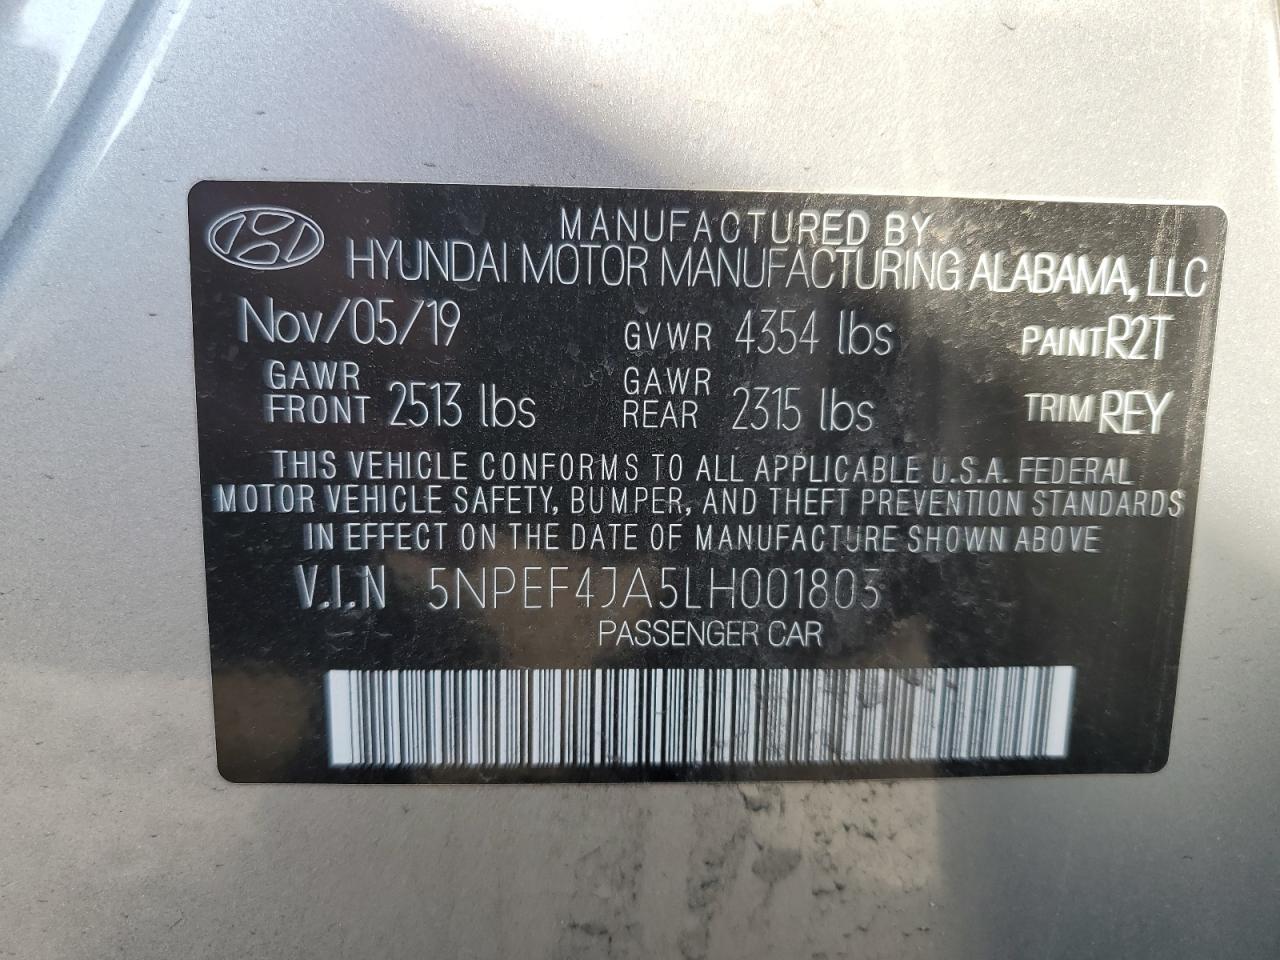 MANUFACTURED BY
HYUNDAI MOTOR MANUFACTURING ALABAMA, LLC
Nov/05/19 GVWR 4354 lbs PAINT R2T
GAWR FRONT 2513 lbs GAWR REAR 2315 lbs TRIM REY
THIS VEHICLE CONFORMS TO ALL APPLICABLE U.S.A. FEDERAL
MOTOR VEHICLE SAFETY, BUMPER, AND THEFT PREVENTION STANDARDS
IN EFFECT ON THE DATE OF MANUFACTURE SHOWN ABOVE
V.I.N 5NPEF4JA5LH001803
PASSENGER CAR